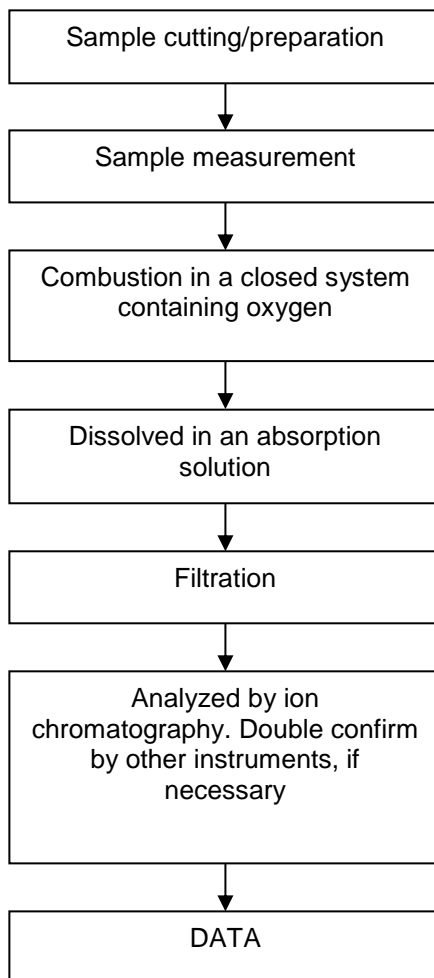 Sample cutting/preparation
Sample measurement
Combustion in a closed system
containing oxygen
Dissolved in an absorption
solution
Filtration
Analyzed by ion
chromatography. Double confirm
by other instruments, if
necessary
DATA